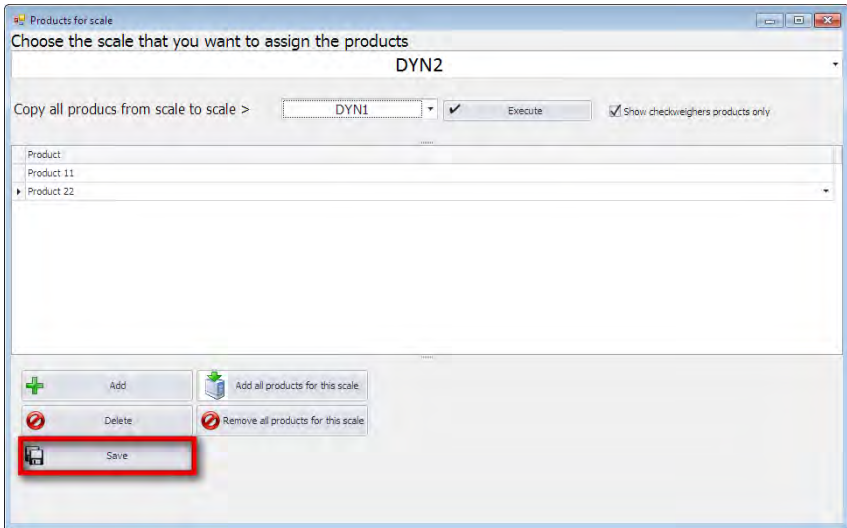 Products for scale
Choose the scale that you want to assign the products
DYN2
Copy all producs from scale to scale > DYN1 Execute Show checkweighers products only
Product
Product 11
Product 22
Add Add all products for this scale
Delete Remove all products for this scale
Save